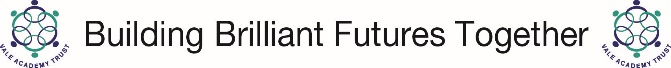 VALE ACADEMY TRUST
Building Brilliant Futures Together
VALE ACADEMY TRUST